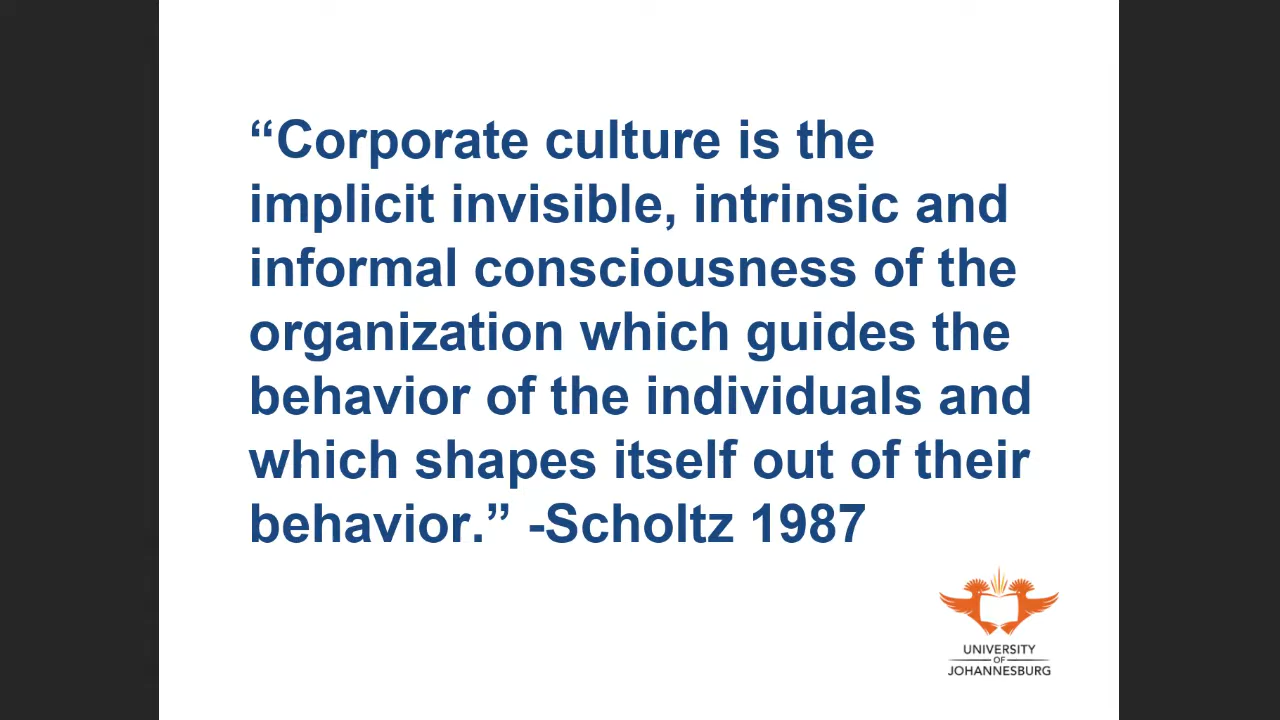 “Corporate culture is the
implicit invisible, intrinsic and
informal consciousness of the
organization which guides the
behavior of the individuals and
which shapes itself out of their
behavior.” -Scholtz 1987
UNIVERSITY
OF
JOHANNESBURG